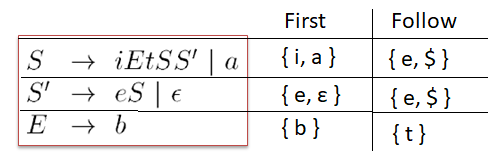 First Follow
S → iEtSS' | a { i, a } { e, $ }
S' → eS | ϵ { e, ε } { e, $ }
E → b { b } { t }